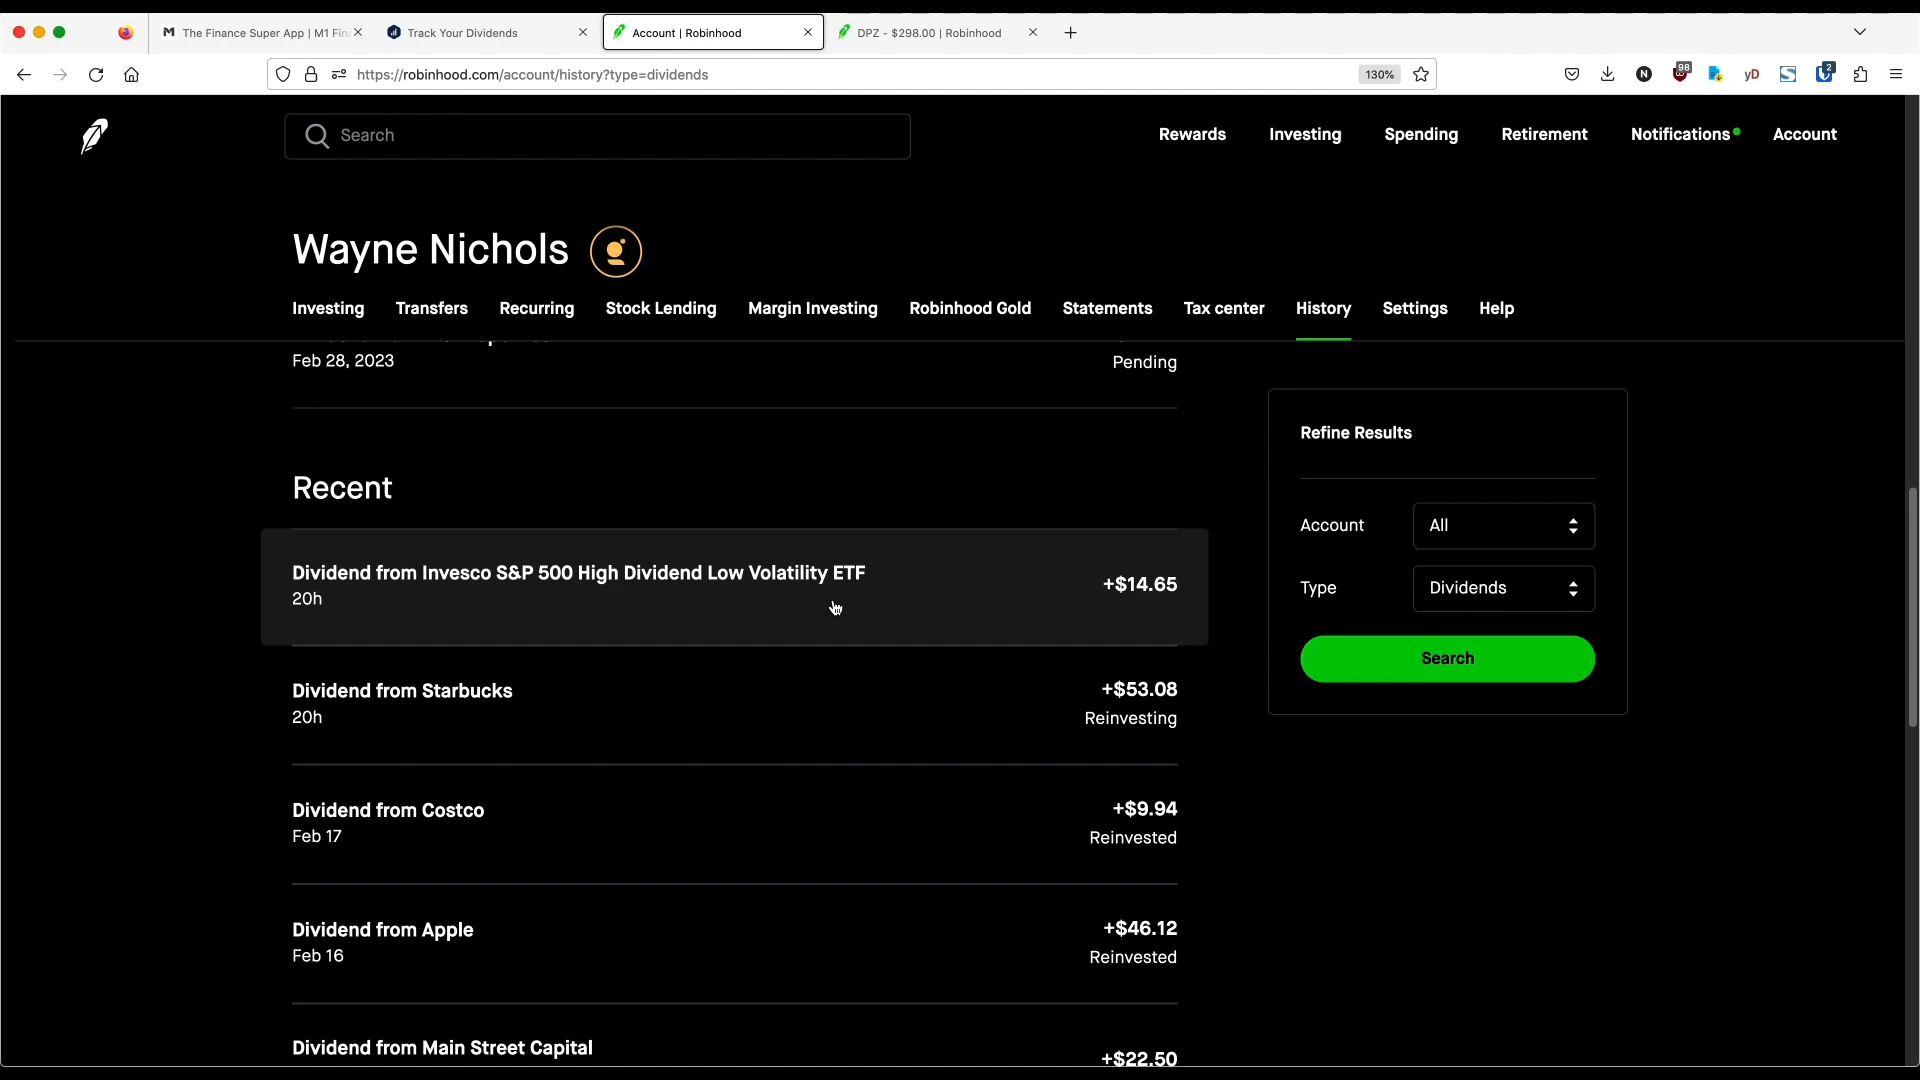 The Finance Super App | M1 Fin
Track Your Dividends
Account | Robinhood
DPZ - $298.00 | Robinhood
https://robinhood.com/account/history?type=dividends
130%
N
98
yD
2
Search
Rewards
Investing
Spending
Retirement
Notifications
Account
Wayne Nichols
Investing
Transfers
Recurring
Stock Lending
Margin Investing
Robinhood Gold
Statements
Tax center
History
Settings
Help
Feb 28, 2023
Pending
Recent
Dividend from Invesco S&P 500 High Dividend Low Volatility ETF
20h
+$14.65
Dividend from Starbucks
20h
+$53.08
Reinvesting
Dividend from Costco
Feb 17
+$9.94
Reinvested
Dividend from Apple
Feb 16
+$46.12
Reinvested
Dividend from Main Street Capital
+$22.50
Refine Results
Account
All
Type
Dividends
Search